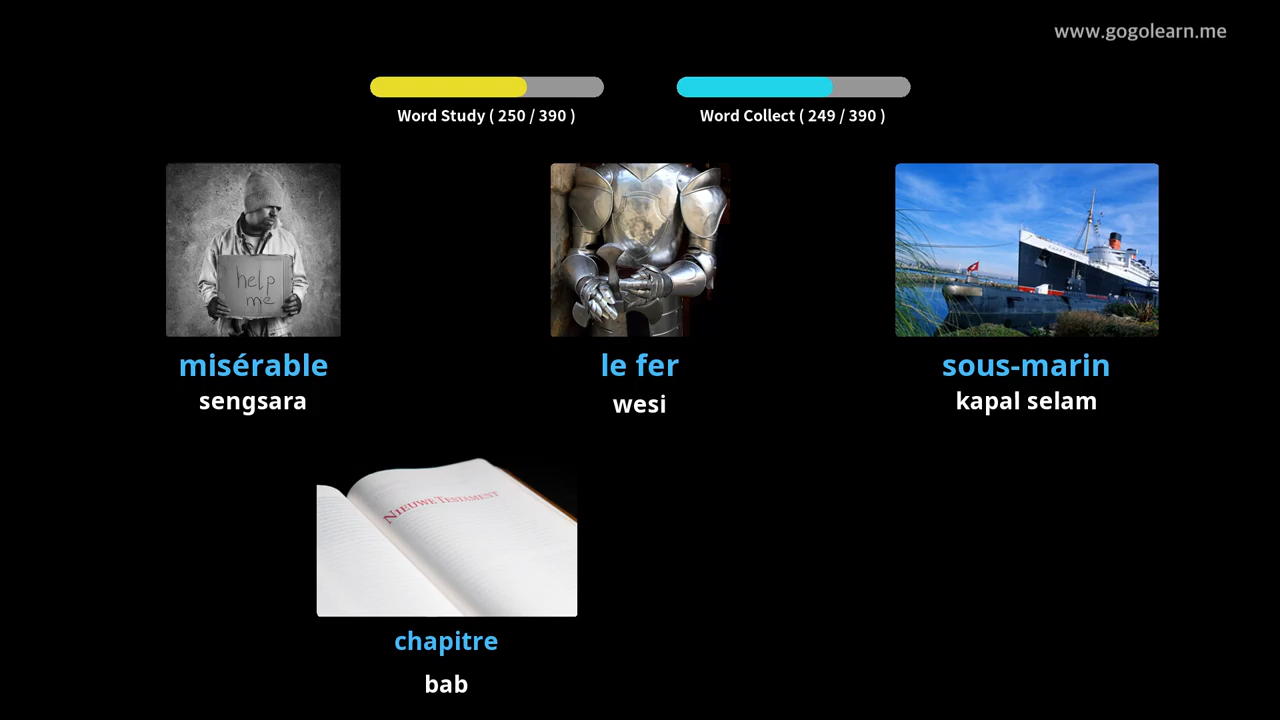 www.gogolearn.me
Word Study ( 250 / 390 )
Word Collect ( 249 / 390 )
help
me
misérable
sengsara
le fer
wesi
sous-marin
kapal selam
NIEUWE TESTAMENT
chapitre
bab